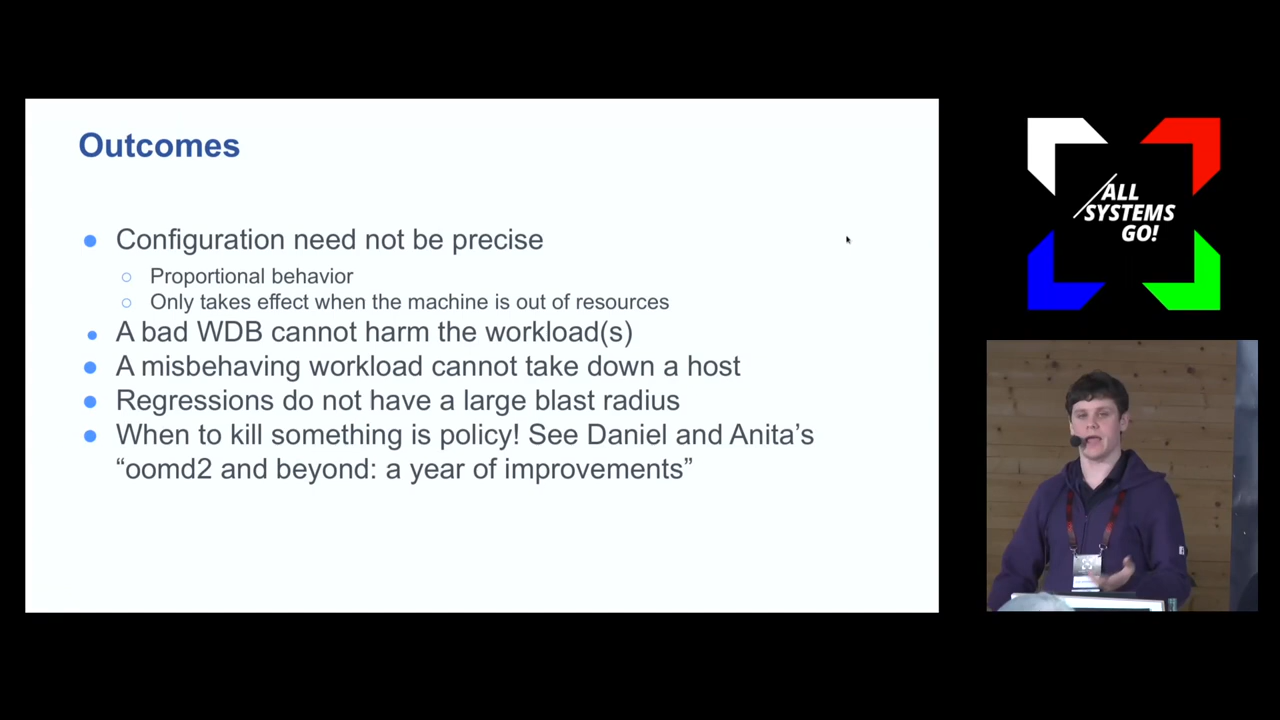 Outcomes
Configuration need not be precise
Proportional behavior
Only takes effect when the machine is out of resources
A bad WDB cannot harm the workload(s)
A misbehaving workload cannot take down a host
Regressions do not have a large blast radius
When to kill something is policy! See Daniel and Anita’s
“oomd2 and beyond: a year of improvements”
ALL
SYSTEMS
GO!